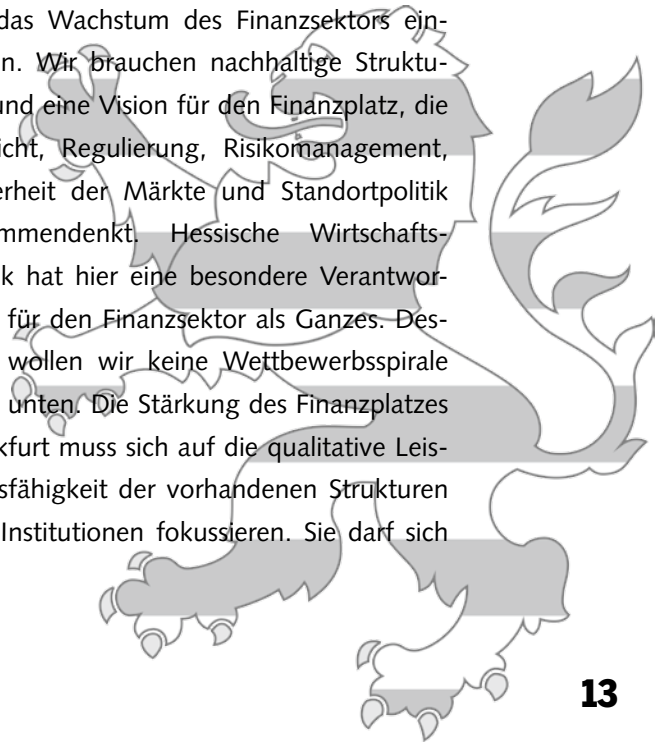 das Wachstum des Finanzsektors ein-
n. Wir brauchen nachhaltige Struktu-
und eine Vision für den Finanzplatz, die
icht, Regulierung, Risikomanagement,
erheit der Märkte und Standortpolitik
mmendenkt. Hessische Wirtschafts-
k hat hier eine besondere Verantwor-
für den Finanzsektor als Ganzes. Des-
wollen wir keine Wettbewerbsspirale
unten. Die Stärkung des Finanzplatzes
kfurt muss sich auf die qualitative Leis-
sfähigkeit der vorhandenen Strukturen
Institutionen fokussieren. Sie darf sich
13